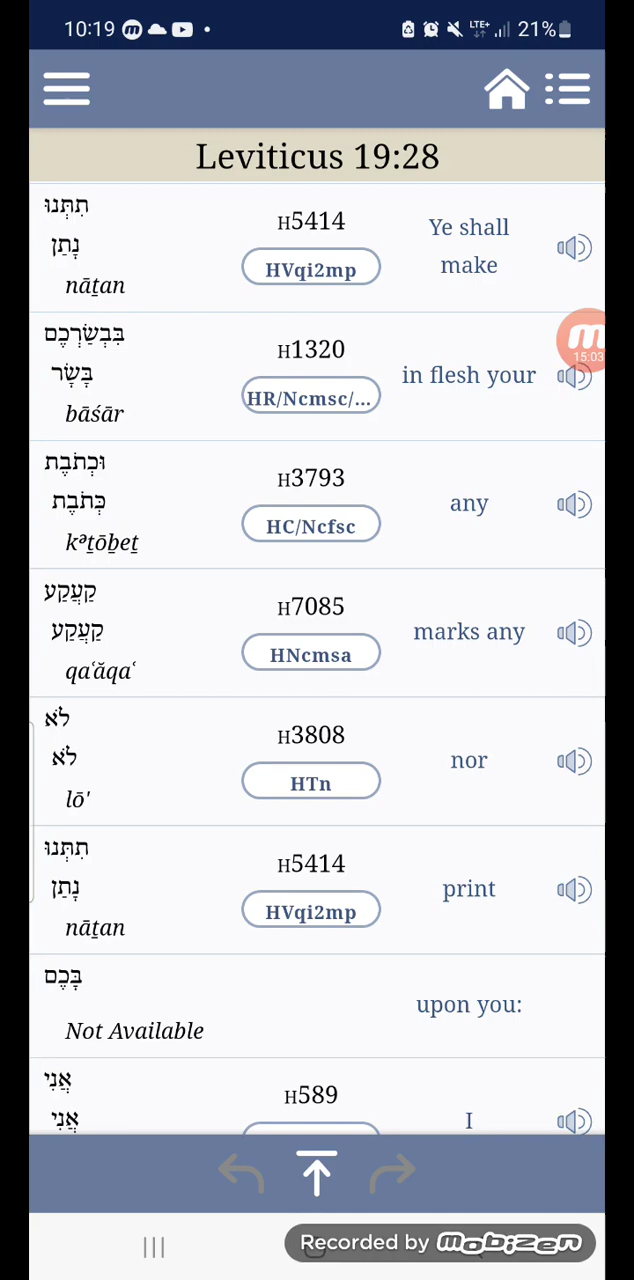 10:19 LTE+ 21%
Leviticus 19:28
תִתְּנוּ
נָתַן
nāṯan
H5414
HVqi2mp
Ye shall
make
בִּבְשַׂרְכֶם
בָּשָׂר
bāśār
H1320
HR/Ncmsc/...
in flesh your
15:03
וּכְתֹבֶת
כְּתֹבֶת
kᵊṯōḇeṯ
H3793
HC/Ncfsc
any
קַעֲקַע
קַעֲקַע
qaʿăqaʿ
H7085
HNcmsa
marks any
לֹא
לֹא
lō'
H3808
HTn
nor
תִתְּנוּ
נָתַן
nāṯan
H5414
HVqi2mp
print
בָּכֶם
Not Available
upon you:
אֲנִי
אֲנִי
H589
I
Recorded by mobizen